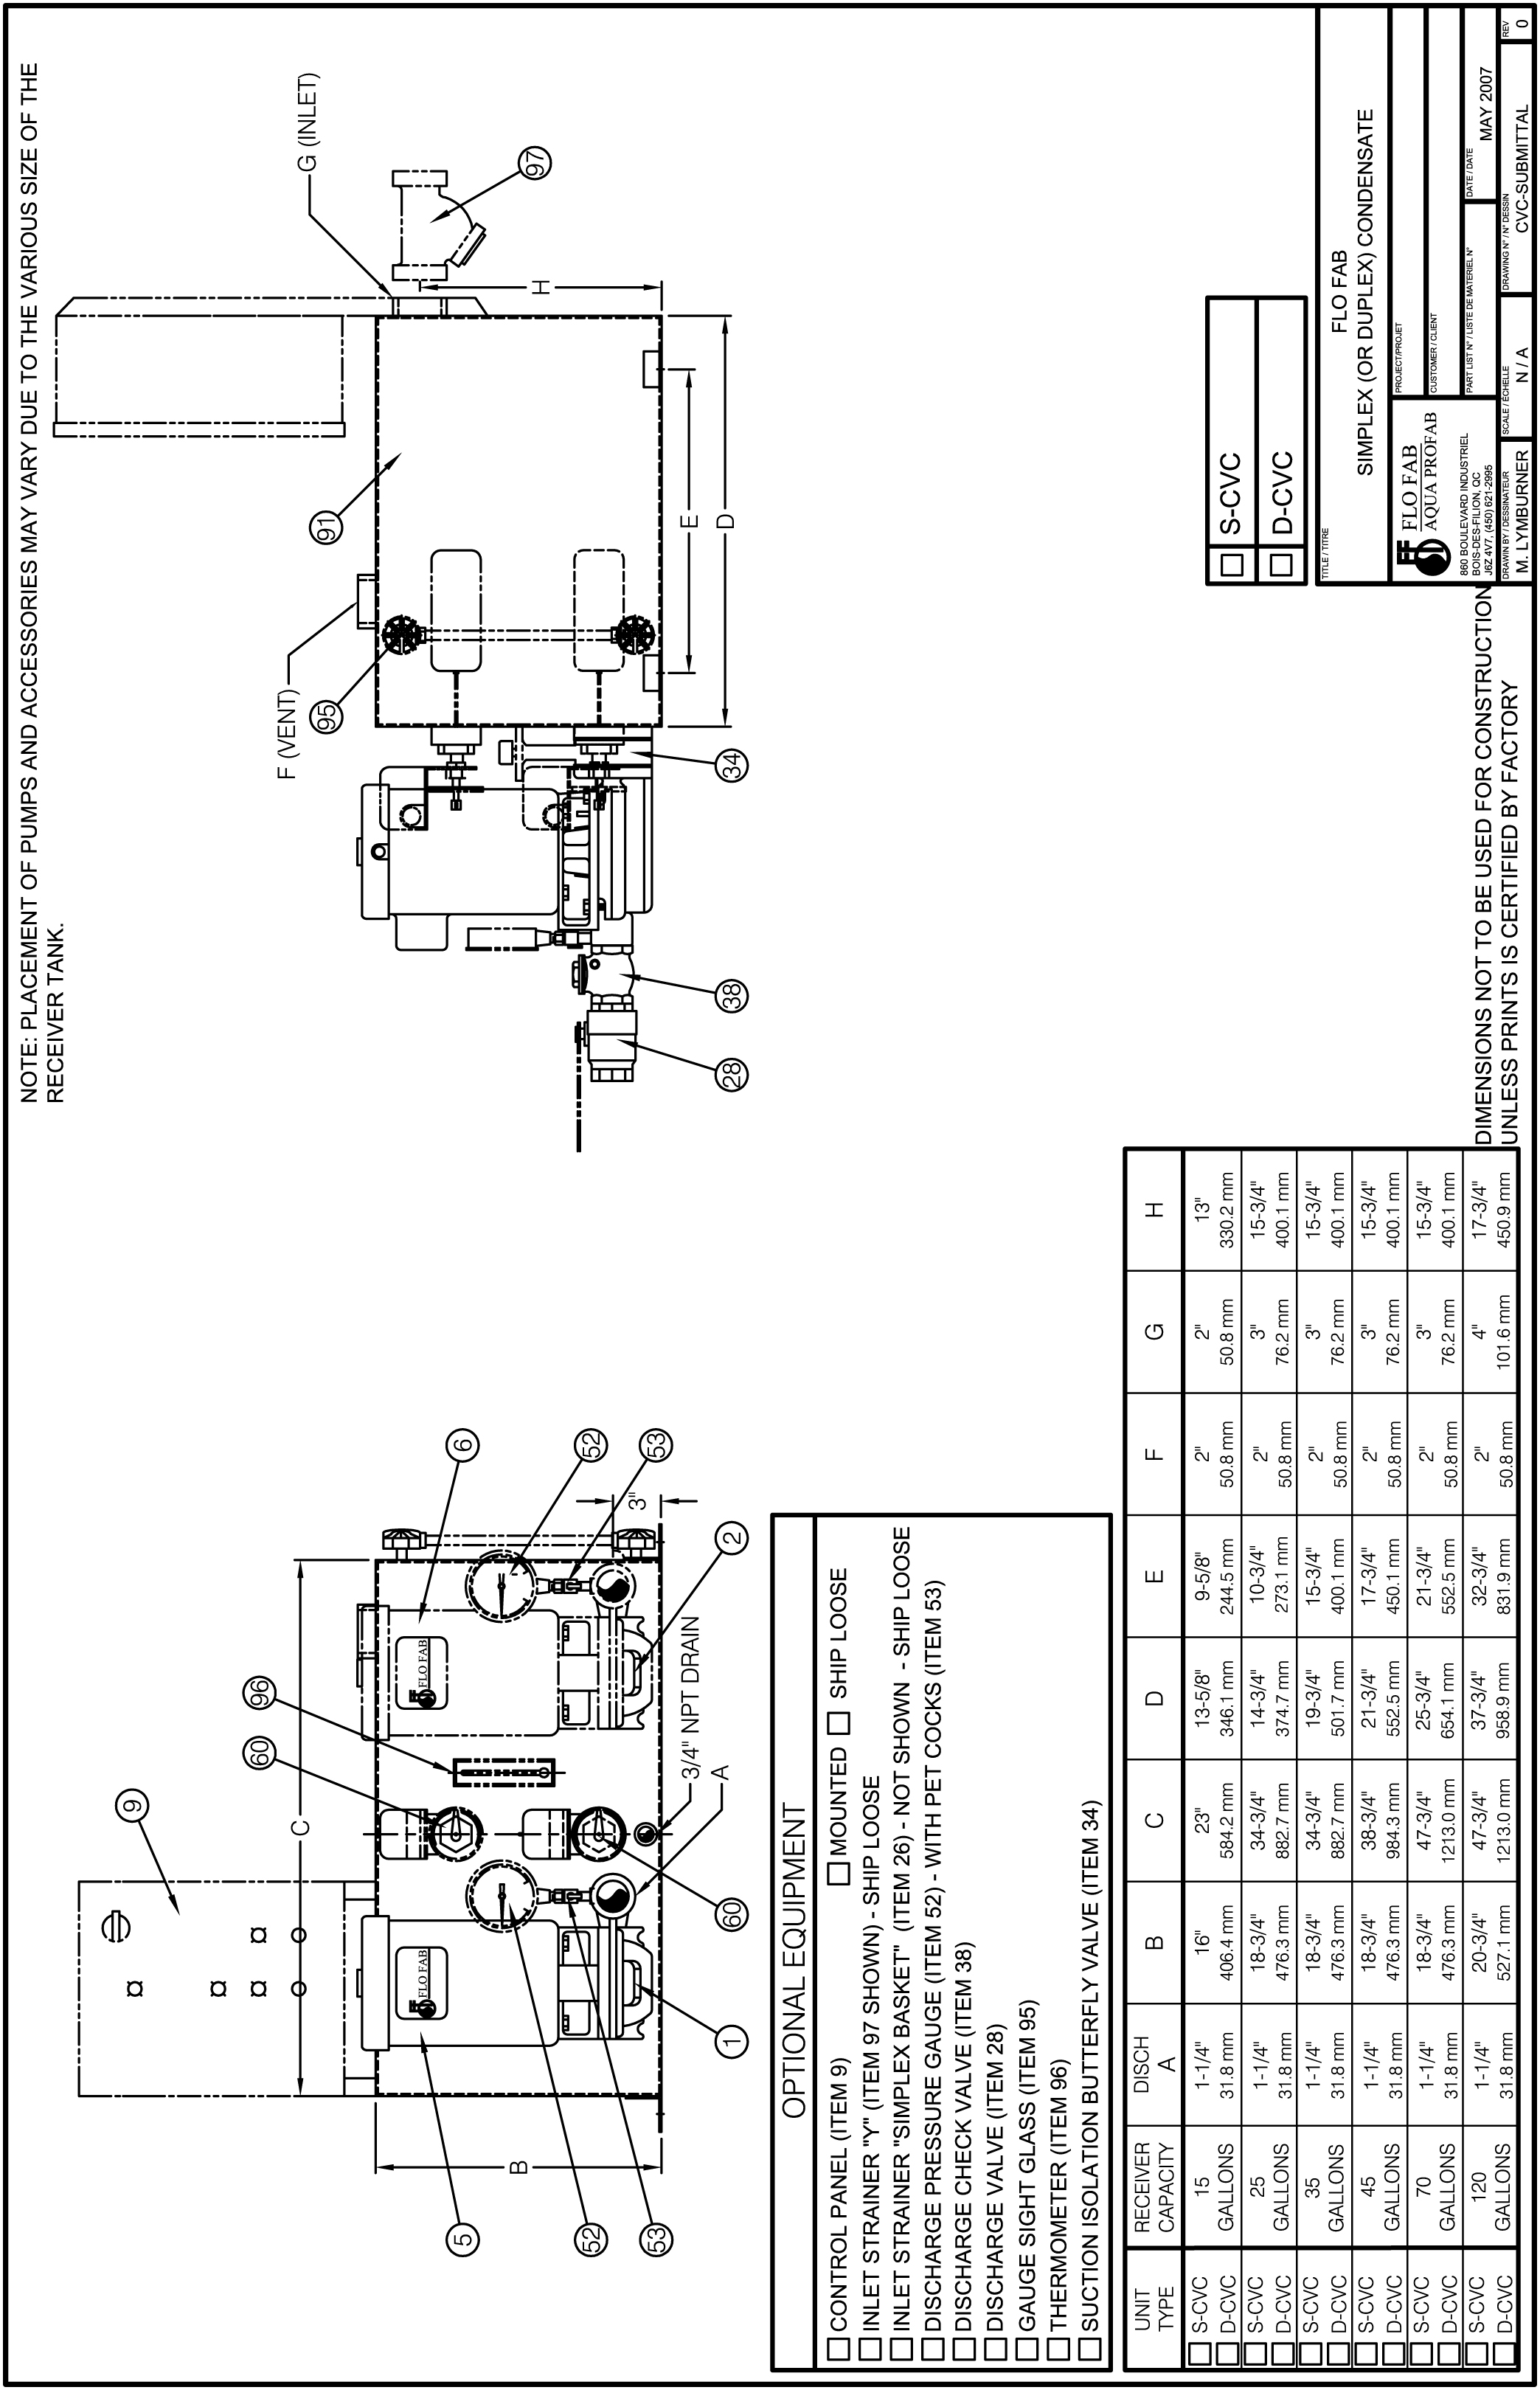 NOTE: PLACEMENT OF PUMPS AND ACCESSORIES MAY VARY DUE TO THE VARIOUS SIZE OF THE
RECEIVER TANK.
9
C
60
96
5
B
52
53
FLO FAB
FLO FAB
6
52
53
3"
1
60
2
3/4" NPT DRAIN
A
F (VENT)
95
91
G (INLET)
97
H
E
D
34
38
28
OPTIONAL EQUIPMENT
CONTROL PANEL (ITEM 9) MOUNTED SHIP LOOSE
INLET STRAINER "Y" (ITEM 97 SHOWN) - SHIP LOOSE
INLET STRAINER "SIMPLEX BASKET" (ITEM 26) - NOT SHOWN - SHIP LOOSE
DISCHARGE PRESSURE GAUGE (ITEM 52) - WITH PET COCKS (ITEM 53)
DISCHARGE CHECK VALVE (ITEM 38)
DISCHARGE VALVE (ITEM 28)
GAUGE SIGHT GLASS (ITEM 95)
THERMOMETER (ITEM 96)
SUCTION ISOLATION BUTTERFLY VALVE (ITEM 34)
UNIT RECEIVER DISCH B C D E F G H
TYPE CAPACITY A
S-CVC 15 1-1/4" 16" 23" 13-5/8" 9-5/8" 2" 2" 13"
D-CVC GALLONS 31.8 mm 406.4 mm 584.2 mm 346.1 mm 244.5 mm 50.8 mm 50.8 mm 330.2 mm
S-CVC 25 1-1/4" 18-3/4" 34-3/4" 14-3/4" 10-3/4" 2" 3" 15-3/4"
D-CVC GALLONS 31.8 mm 476.3 mm 882.7 mm 374.7 mm 273.1 mm 50.8 mm 76.2 mm 400.1 mm
S-CVC 35 1-1/4" 18-3/4" 34-3/4" 19-3/4" 15-3/4" 2" 3" 15-3/4"
D-CVC GALLONS 31.8 mm 476.3 mm 882.7 mm 501.7 mm 400.1 mm 50.8 mm 76.2 mm 400.1 mm
S-CVC 45 1-1/4" 18-3/4" 38-3/4" 21-3/4" 17-3/4" 2" 3" 15-3/4"
D-CVC GALLONS 31.8 mm 476.3 mm 984.3 mm 552.5 mm 450.1 mm 50.8 mm 76.2 mm 400.1 mm
S-CVC 70 1-1/4" 18-3/4" 47-3/4" 25-3/4" 21-3/4" 2" 3" 15-3/4"
D-CVC GALLONS 31.8 mm 476.3 mm 1213.0 mm 654.1 mm 552.5 mm 50.8 mm 76.2 mm 400.1 mm
S-CVC 120 1-1/4" 20-3/4" 47-3/4" 37-3/4" 32-3/4" 2" 4" 17-3/4"
D-CVC GALLONS 31.8 mm 527.1 mm 1213.0 mm 958.9 mm 831.9 mm 50.8 mm 101.6 mm 450.9 mm
DIMENSIONS NOT TO BE USED FOR CONSTRUCTION
UNLESS PRINTS IS CERTIFIED BY FACTORY
S-CVC
D-CVC
TITLE / TITRE
FLO FAB
SIMPLEX (OR DUPLEX) CONDENSATE
FLO FAB
AQUA PROFAB
860 BOULEVARD INDUSTRIEL
BOIS-DES-FILION, QC
J6Z 4V7, (450) 621-2995
PROJECT/PROJET
CUSTOMER / CLIENT
PART LIST N° / LISTE DE MATERIEL N°
DATE / DATE
MAY 2007
DRAWIN BY / DESSINATEUR
M. LYMBURNER
SCALE / ÉCHELLE
N / A
DRAWING N° / N° DESSIN
CVC-SUBMITTAL
REV
0